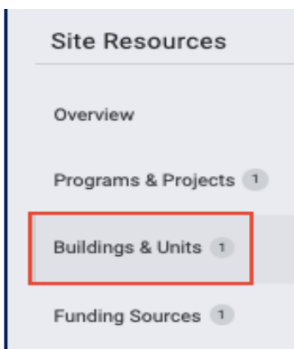 Site Resources
Overview
Programs & Projects 1
Buildings & Units 1
Funding Sources 1